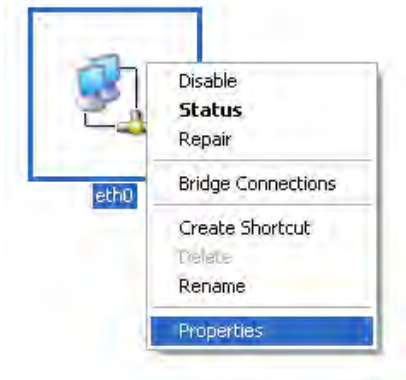 eth0
Disable
Status
Repair
Bridge Connections
Create Shortcut
Delete
Rename
Properties